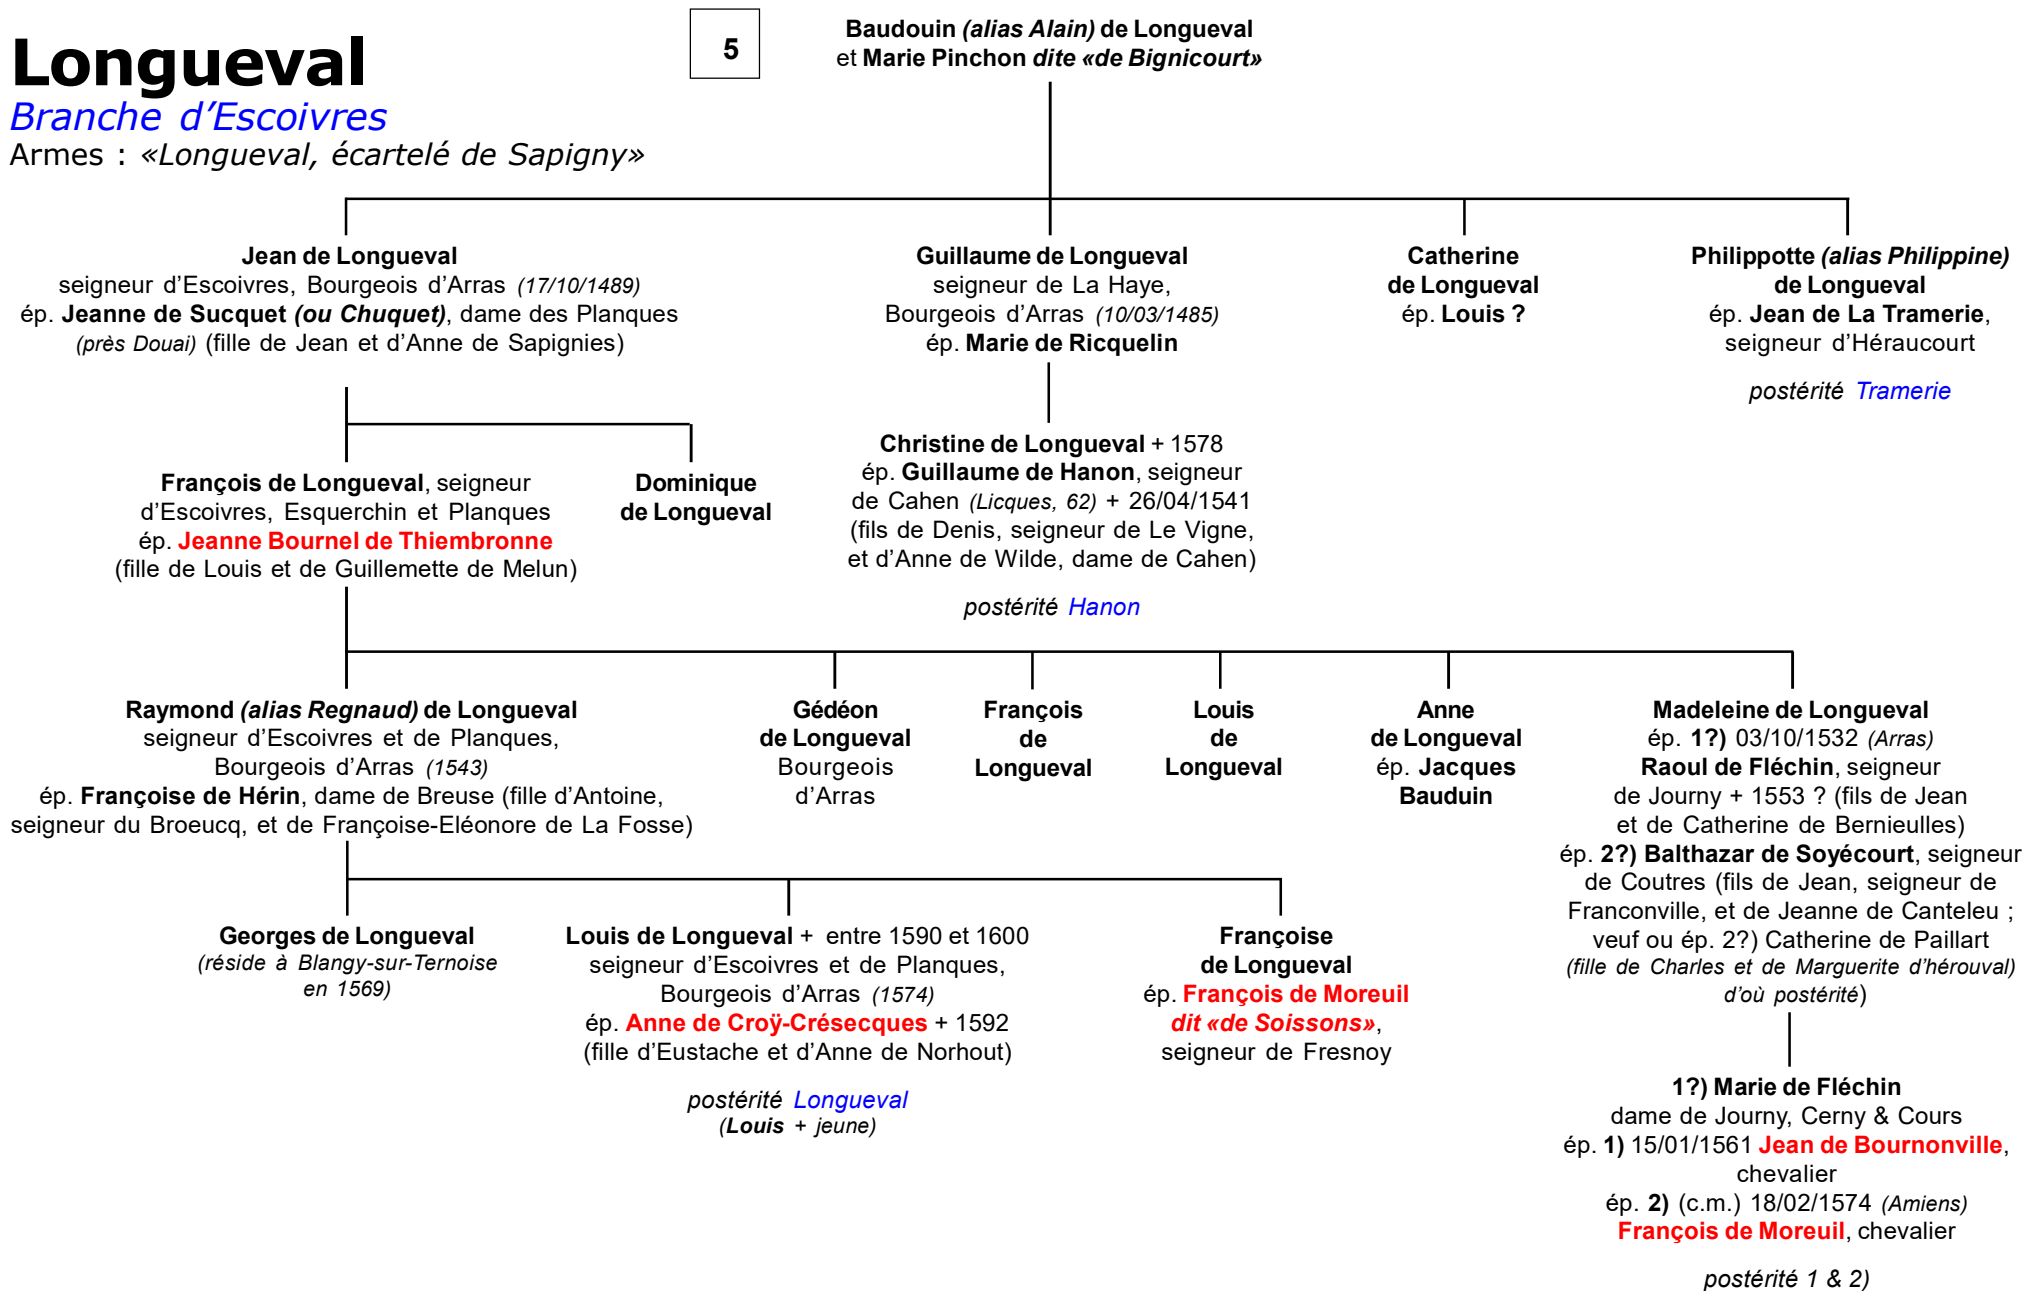 Longueval
Branche d’Escoivres
Armes : «Longueval, écartelé de Sapigny»
5
Baudouin (alias Alain) de Longueval
et Marie Pinchon dite «de Bignicourt»
Jean de Longueval
seigneur d’Escoivres, Bourgeois d’Arras (17/10/1489)
ép. Jeanne de Sucquet (ou Chuquet), dame des Planques
(près Douai) (fille de Jean et d’Anne de Sapignies)
Guillaume de Longueval
seigneur de La Haye,
Bourgeois d’Arras (10/03/1485)
ép. Marie de Ricquelin
Catherine
de Longueval
ép. Louis ?
Philippotte (alias Philippine)
de Longueval
ép. Jean de La Tramerie,
seigneur d’Héraucourt
postérité Tramerie
François de Longueval, seigneur
d’Escoivres, Esquerchin et Planques
ép. Jeanne Bournel de Thiembronne
(fille de Louis et de Guillemette de Melun)
Dominique
de Longueval
Christine de Longueval + 1578
ép. Guillaume de Hanon, seigneur
de Cahen (Licques, 62) + 26/04/1541
(fils de Denis, seigneur de Le Vigne,
et d’Anne de Wilde, dame de Cahen)
postérité Hanon
Raymond (alias Regnaud) de Longueval
seigneur d’Escoivres et de Planques,
Bourgeois d’Arras (1543)
ép. Françoise de Hérin, dame de Breuse (fille d’Antoine,
seigneur du Broeucq, et de Françoise-Eléonore de La Fosse)
Gédéon
de Longueval
Bourgeois
d’Arras
François
de
Longueval
Louis
de
Longueval
Anne
de Longueval
ép. Jacques
Bauduin
Madeleine de Longueval
ép. 1?) 03/10/1532 (Arras)
Raoul de Fléchin, seigneur
de Journy + 1553 ? (fils de Jean
et de Catherine de Bernieulles)
ép. 2?) Balthazar de Soyécourt, seigneur
de Coutres (fils de Jean, seigneur de
Franconville, et de Jeanne de Canteleu ;
veuf ou ép. 2?) Catherine de Paillart
(fille de Charles et de Marguerite d’hérouval)
d’où postérité)
Georges de Longueval
(réside à Blangy-sur-Ternoise
en 1569)
Louis de Longueval + entre 1590 et 1600
seigneur d’Escoivres et de Planques,
Bourgeois d’Arras (1574)
ép. Anne de Croÿ-Crésecques + 1592
(fille d’Eustache et d’Anne de Norhout)
postérité Longueval
(Louis + jeune)
Françoise
de Longueval
ép. François de Moreuil
dit «de Soissons»,
seigneur de Fresnoy
1?) Marie de Fléchin
dame de Journy, Cerny & Cours
ép. 1) 15/01/1561 Jean de Bournonville,
chevalier
ép. 2) (c.m.) 18/02/1574 (Amiens)
François de Moreuil, chevalier
postérité 1 & 2)